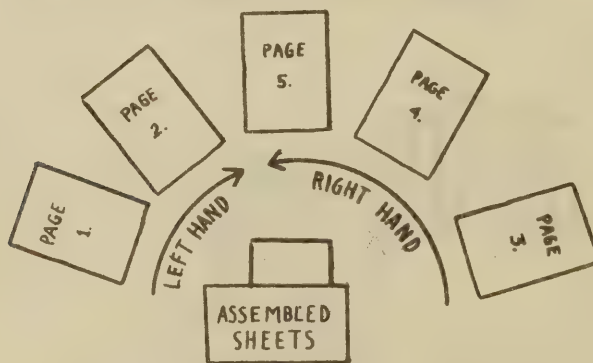 PAGE
1.
PAGE
2.
PAGE
5.
PAGE
4.
PAGE
3.
LEFT HAND
RIGHT HAND
ASSEMBLED
SHEETS